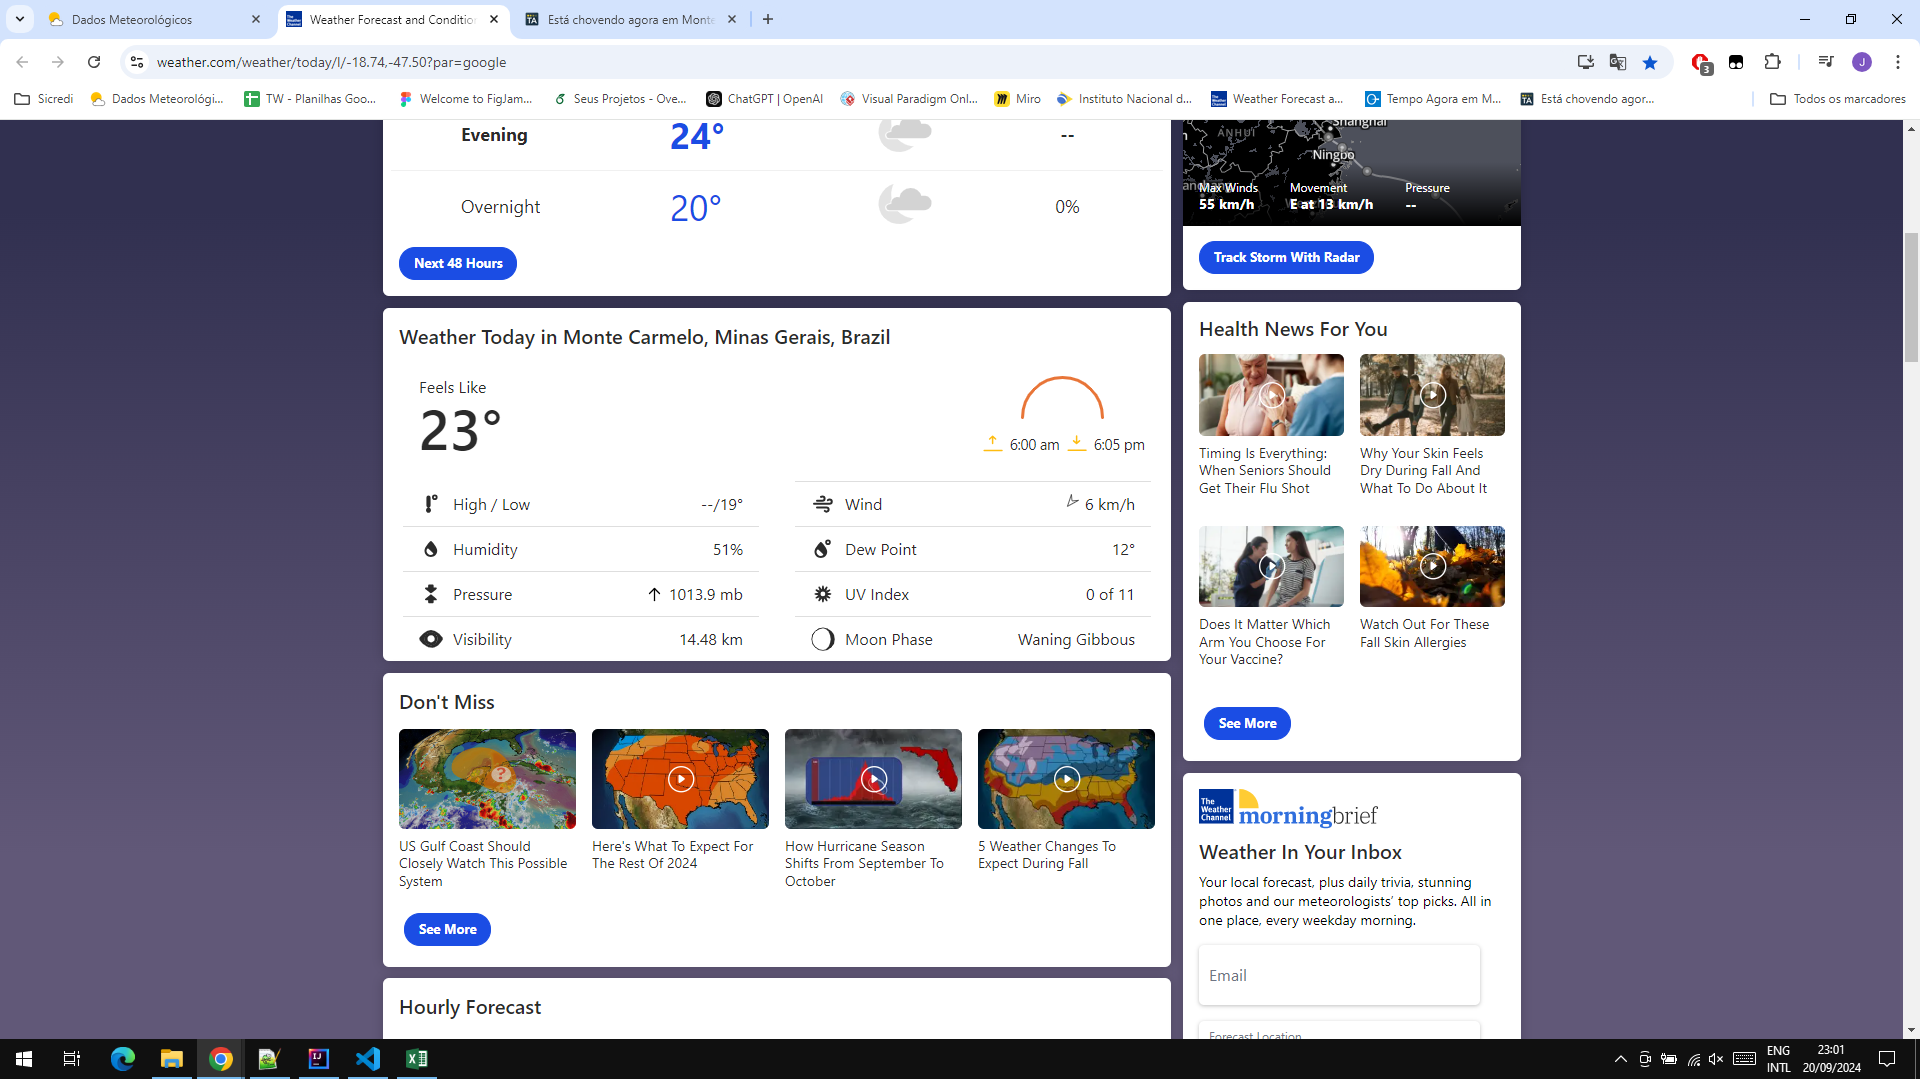 Dados Meteorológicos
Weather Forecast and Conditio
Está chovendo agora em Monte
weather.com/weather/today/l/-18.74,-47.50?par=google
3
J
Sicredi
Dados Meteorológi...
TW - Planilhas Goo...
Welcome to FigJam...
Seus Projetos - Ove...
ChatGPT | OpenAI
Visual Paradigm Onl...
Miro
Instituto Nacional d...
Weather Forecast a...
Tempo Agora em M...
Está chovendo agor...
Todos os marcadores
Evening 24° --
Overnight 20° 0%
Next 48 Hours
Weather Today in Monte Carmelo, Minas Gerais, Brazil
Feels Like
23°
6:00 am 6:05 pm
High / Low --/19°
Wind 6 km/h
Humidity 51%
Dew Point 12°
Pressure 1013.9 mb
UV Index 0 of 11
Visibility 14.48 km
Moon Phase Waning Gibbous
Don't Miss
US Gulf Coast Should
Closely Watch This Possible
System
Here's What To Expect For
The Rest Of 2024
How Hurricane Season
Shifts From September To
October
5 Weather Changes To
Expect During Fall
See More
Hourly Forecast
Shanghai
ANHUI
Ningbo
Max Winds Movement Pressure
55 km/h E at 13 km/h --
Track Storm With Radar
Health News For You
Timing Is Everything:
When Seniors Should
Get Their Flu Shot
Why Your Skin Feels
Dry During Fall And
What To Do About It
Does It Matter Which
Arm You Choose For
Your Vaccine?
Watch Out For These
Fall Skin Allergies
See More
The
Weather
Channel
morningbrief
Weather In Your Inbox
Your local forecast, plus daily trivia, stunning
photos and our meteorologists' top picks. All in
one place, every weekday morning.
Email
Forecast Location
ENG
INTL
23:01
20/09/2024